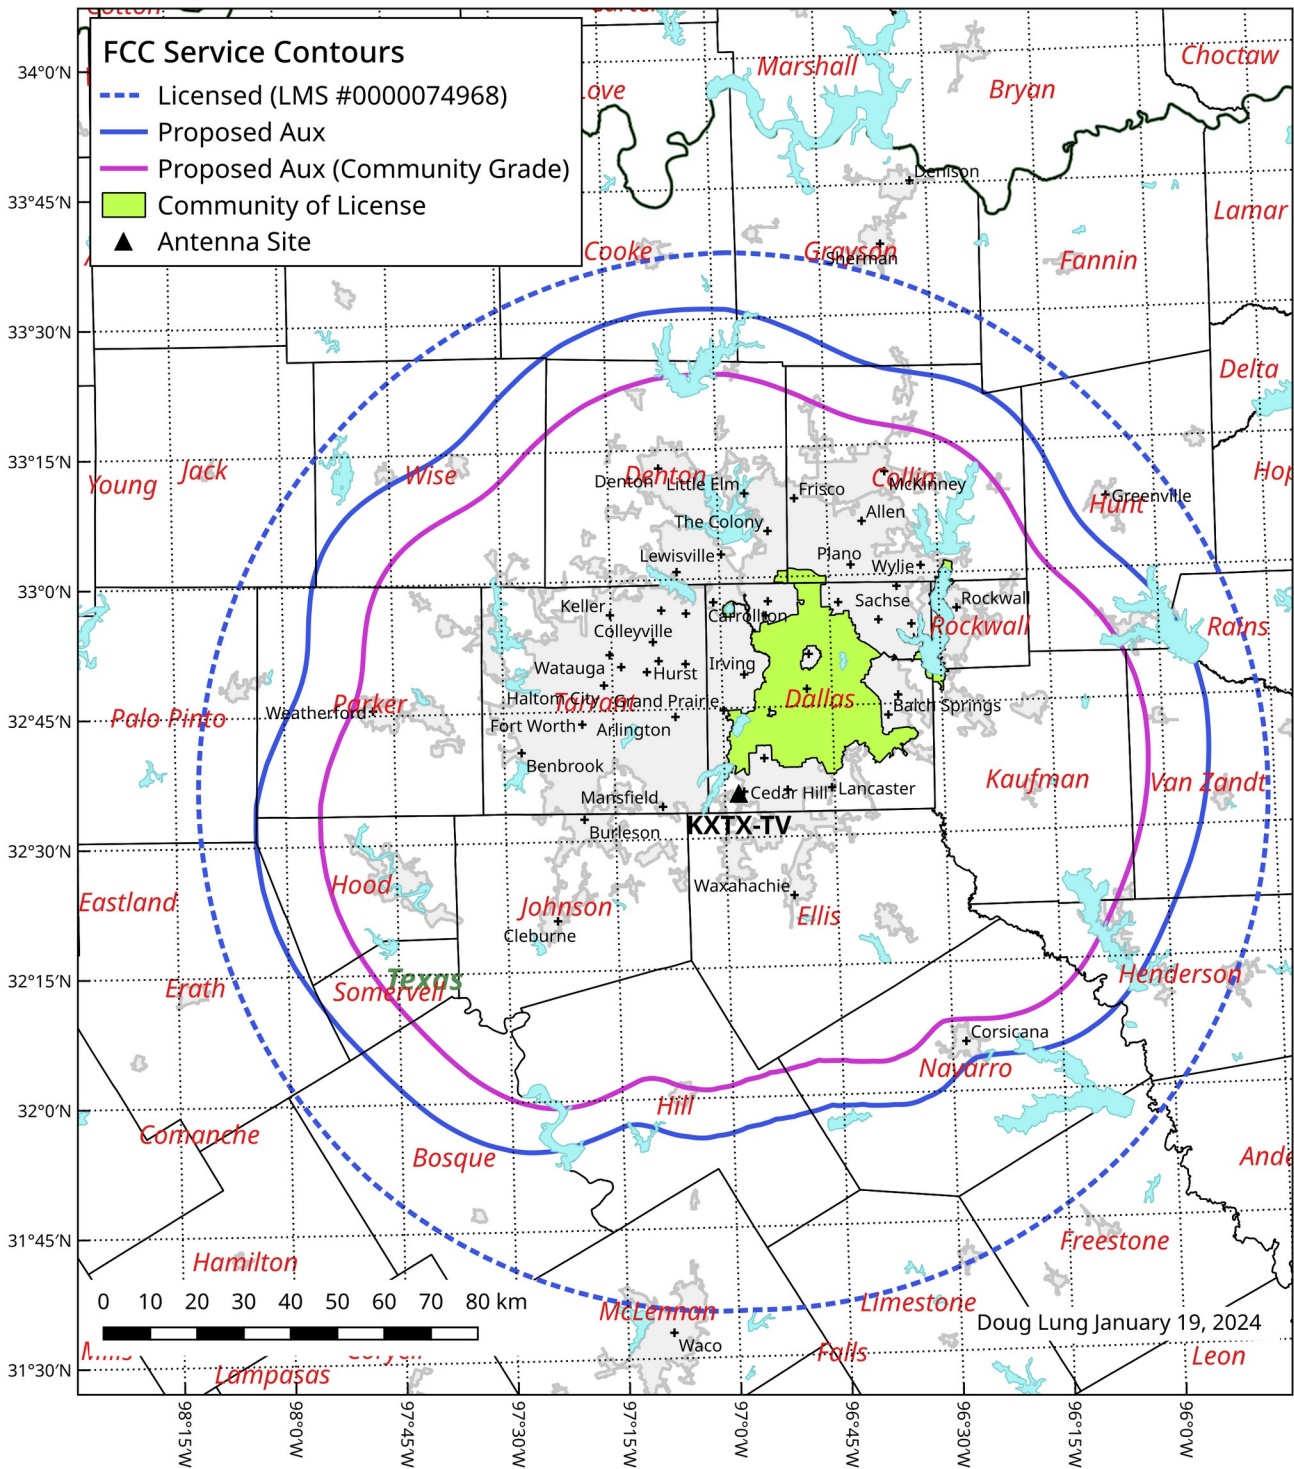 Marshall
Choctaw
Bryan
FCC Service Contours
Licensed (LMS #0000074968)
Proposed Aux
Proposed Aux (Community Grade)
Community of License
Antenna Site
34°0'N
33°45'N
33°30'N
33°15'N
33°0'N
32°45'N
32°30'N
32°15'N
32°0'N
31°45'N
31°30'N
Denison
Lamar
Cooke
Grayson
Sherman
Fannin
Delta
Young
Jack
Wise
Denton
Denton
Little Elm
Frisco
Collin
McKinney
Hunt
Greenville
The Colony
Allen
Lewisville
Plano
Wylie
Keller
Carrollton
Sachse
Rockwall
Rockwall
Rains
Colleyville
Watauga
Hurst
Irving
Haltom City
Tarrant
Grand Prairie
Dallas
Balch Springs
Palo Pinto
Parker
Weatherford
Fort Worth
Arlington
Benbrook
Kaufman
Van Zandt
Mansfield
Cedar Hill
Lancaster
KXTX-TV
Burleson
Waxahachie
Ellis
Hood
Johnson
Cleburne
Eastland
Erath
Texas
Somervell
Henderson
Corsicana
Navarro
Hill
Comanche
Bosque
Hamilton
Freestone
McLennan
Waco
Limestone
Falls
Leon
Lampasas
0 10 20 30 40 50 60 70 80 km
Doug Lung January 19, 2024
98°15'W
98°0'W
97°45'W
97°30'W
97°15'W
97°0'W
96°45'W
96°30'W
96°15'W
96°0'W